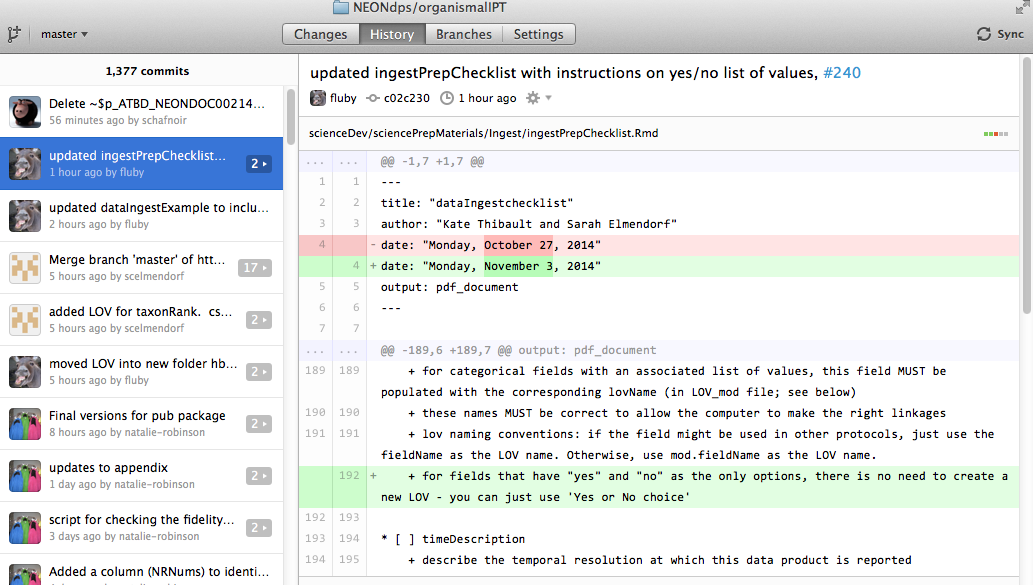 NEONdps/organismalIPT
master
Changes
History
Branches
Settings
Sync
1,377 commits
Delete ~$p_ATBD_NEONDOC00214...
56 minutes ago by schafnoir
updated ingestPrepChecklist...
1 hour ago by fluby
2
updated dataIngestExample to inclu...
2 hours ago by fluby
Merge branch 'master' of htt...
5 hours ago by scelmendorf
17
added LOV for taxonRank. cs...
5 hours ago by scelmendorf
2
moved LOV into new folder hb...
5 hours ago by fluby
2
Final versions for pub package
8 hours ago by natalie-robinson
2
updates to appendix
1 day ago by natalie-robinson
2
script for checking the fidelity...
3 days ago by natalie-robinson
2
Added a column (NRNums) to identi...
updated ingestPrepChecklist with instructions on yes/no list of values, #240
fluby c02c230 1 hour ago
scienceDev/sciencePrepMaterials/Ingest/ingestPrepChecklist.Rmd
... ... @@ -1,7 +1,7 @@
1 1 ---
2 2 title: "dataIngestchecklist"
3 3 author: "Kate Thibault and Sarah Elmendorf"
4 - date: "Monday, October 27, 2014"
4 + date: "Monday, November 3, 2014"
5 5 output: pdf_document
6 6 ---
7 7
... ... @@ -189,6 +189,7 @@ output: pdf_document
189 189 + for categorical fields with an associated list of values, this field MUST be
populated with the corresponding lovName (in LOV_mod file; see below)
190 190 + these names MUST be correct to allow the computer to make the right linkages
191 191 + lov naming conventions: if the field might be used in other protocols, just use the
fieldName as the LOV name. Otherwise, use mod.fieldName as the LOV name.
192 + + for fields that have "yes" and "no" as the only options, there is no need to create a
new LOV - you can just use 'Yes or No choice'
192 193
193 194 * [ ] timeDescription
194 195 + describe the temporal resolution at which this data product is reported